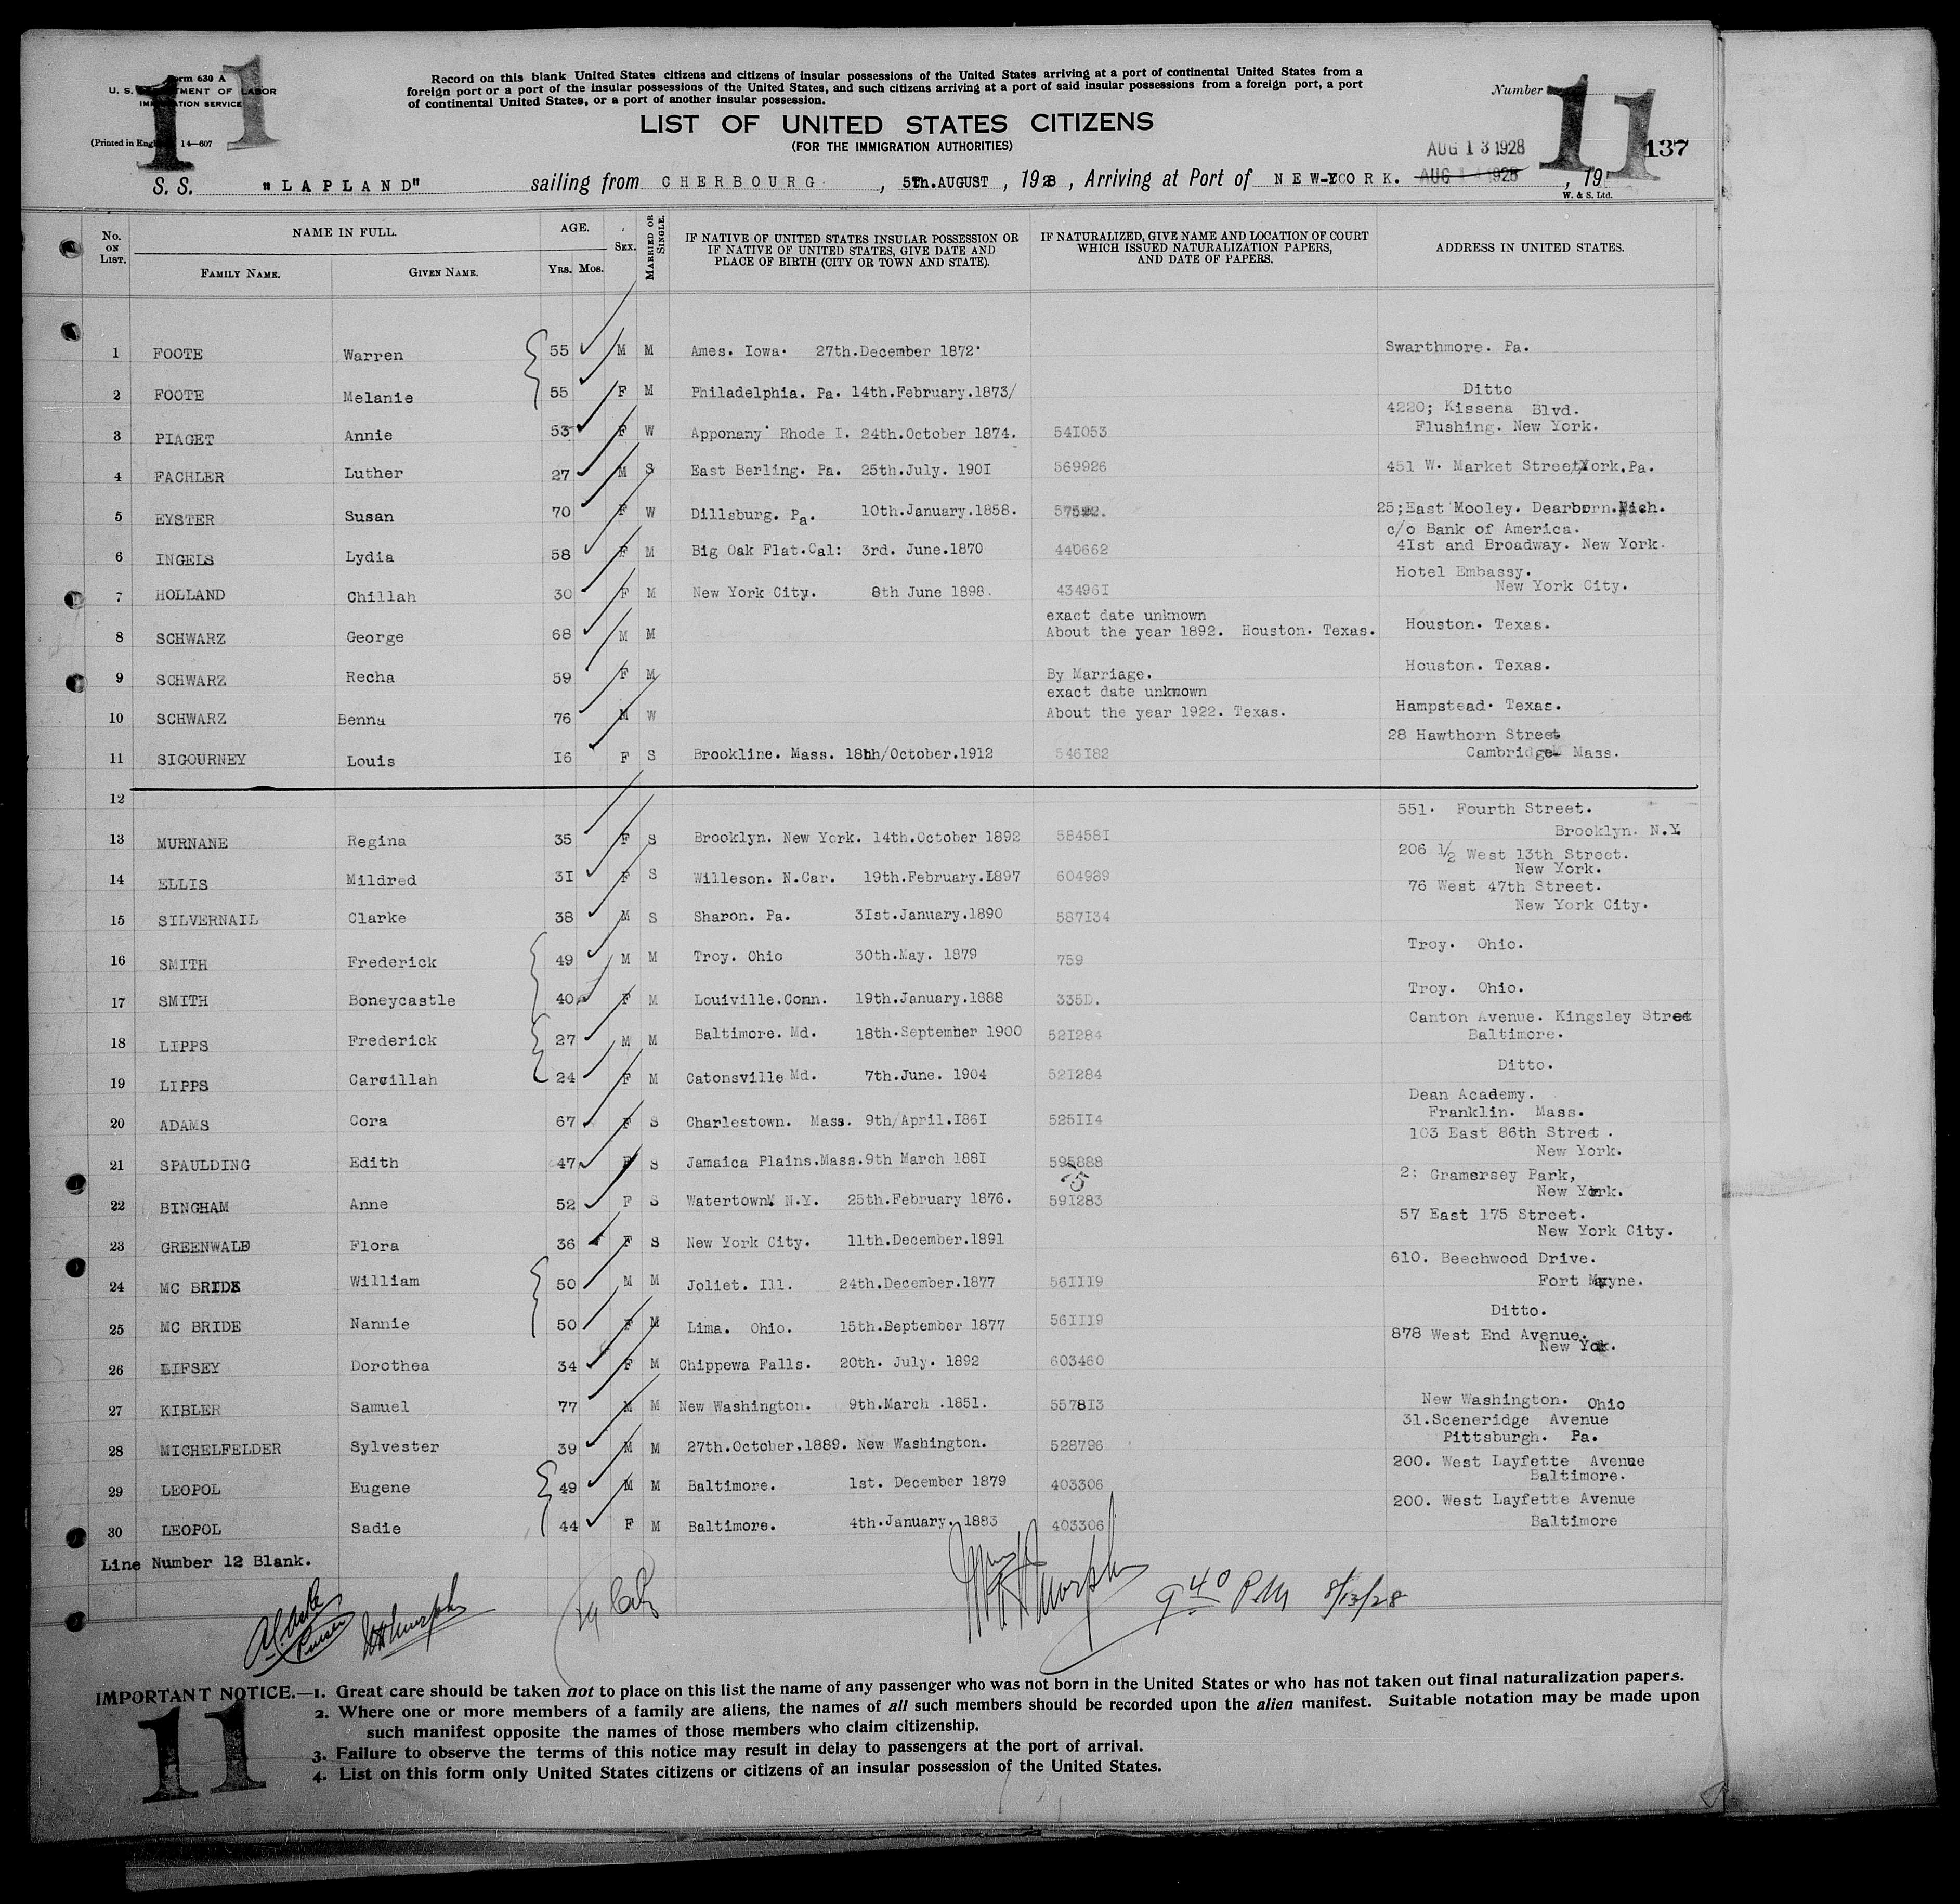 Form 630 A
U. S. DEPARTMENT OF LABOR
IMMIGRATION SERVICE
(Printed in England) 14—607
11
Record on this blank United States citizens and citizens of insular possessions of the United States arriving at a port of continental United States from a
foreign port or a port of the insular possessions of the United States, and such citizens arriving at a port of said insular possessions from a foreign port, a port
of continental United States, or a port of another insular possession.
LIST OF UNITED STATES CITIZENS
(FOR THE IMMIGRATION AUTHORITIES)
Number 11
137
AUG 13 1928
S. S. "LAPLAND" sailing from CHERBOURG , 5Th.AUGUST , 1928 , Arriving at Port of NEW-YORK. AUG 1 1928 , 19
W. & S. Ltd.
No. ON LIST. NAME IN FULL. FAMILY NAME. GIVEN NAME. AGE. YRS. MOS. SEX. MARRIED OR SINGLE. IF NATIVE OF UNITED STATES INSULAR POSSESSION OR IF NATIVE OF UNITED STATES, GIVE DATE AND PLACE OF BIRTH (CITY OR TOWN AND STATE). IF NATURALIZED, GIVE NAME AND LOCATION OF COURT WHICH ISSUED NATURALIZATION PAPERS, AND DATE OF PAPERS. ADDRESS IN UNITED STATES.
1 FOOTE Warren 55 M M Ames. Iowa. 27th.December 1872. Swarthmore. Pa.
2 FOOTE Melanie 55 F M Philadelphia. Pa. 14th.February.1873/ Ditto
4220; Kissena Blvd.
3 PIAGET Annie 53 F W Apponany Rhode I. 24th.October 1874. 541053 Flushing. New York.
4 FACHLER Luther 27 M S East Berling. Pa. 25th.July. 1901 569926 451 W. Market Street,York.Pa.
5 EYSTER Susan 70 F W Dillsburg. Pa. 10th.January.1858. 25;East Mooley. Dearborn.Mich.
c/o Bank of America.
6 INGELS Lydia 58 F M Big Oak Flat.Cal: 3rd. June.1870 440662 41st and Broadway. New York.
Hotel Embassy.
7 HOLLAND Chillah 30 F M New York City. 8th June 1898. 434961 New York City.
exact date unknown
8 SCHWARZ George 68 M M About the year 1892. Houston. Texas. Houston. Texas.
9 SCHWARZ Recha 59 F M By Marriage. Houston. Texas.
exact date unknown
10 SCHWARZ Benna 76 M W About the year 1922. Texas. Hampstead. Texas.
28 Hawthorn Street
11 SIGOURNEY Louis 16 F S Brookline. Mass. 18th/October.1912 546182 Cambridge Mass.
12
551. Fourth Street.
13 MURNANE Regina 35 F S Brooklyn. New York. 14th.October 1892 584581 Brooklyn. N.Y
206 1/2 West 13th Street.
14 ELLIS Mildred 31 F S Willeson. N.Car. 19th.February.1897 604989 New York.
76 West 47th Street.
15 SILVERNAIL Clarke 38 M S Sharon. Pa. 31st.January.1890 587134 New York City.
16 SMITH Frederick 49 M M Troy. Ohio 30th.May. 1879 759 Troy. Ohio.
17 SMITH Boneycastle 40 F M Louiville.Conn. 19th.January.1888 335D. Troy. Ohio.
Canton Avenue. Kingsley Street
18 LIPPS Frederick 27 M M Baltimore. Md. 18th.September 1900 521284 Baltimore.
19 LIPPS Carcillah 24 F M Catonsville Md. 7th.June. 1904 521284 Ditto.
Dean Academy.
20 ADAMS Cora 67 F S Charlestown. Mass. 9th/April.1861 525114 Franklin. Mass.
103 East 86th Street .
21 SPAULDING Edith 47 F S Jamaica Plains.Mass.9th March 1881 595888 New York.
2; Gramersey Park,
22 BINGHAM Anne 52 F S Watertown. N.Y. 25th.February 1876. 591283 New York.
57 East 175 Street.
23 GREENWALD Flora 36 F S New York City. 11th.December.1891 New York City.
610. Beechwood Drive.
24 MC BRIDE William 50 M M Joliet. Ill. 24th.December.1877 561119 Fort Wayne.
25 MC BRIDE Nannie 50 F M Lima. Ohio. 15th.September 1877 561119 Ditto.
878 West End Avenue.
26 LIFSEY Dorothea 34 F M Chippewa Falls. 20th. July. 1892 603460 New York.
27 KIBLER Samuel 77 M M New Washington. 9th.March .1851. 557813 New Washington. Ohio
31.Sceneridge Avenue
28 MICHELFELDER Sylvester 39 M M 27th.October.1889. New Washington. 528796 Pittsburgh. Pa.
200. West Layfette Avenue
29 LEOPOL Eugene 49 M M Baltimore. 1st. December 1879 403306 Baltimore.
200. West Layfette Avenue
30 LEOPOL Sadie 44 F M Baltimore. 4th.January. 1883 403306 Baltimore
Line Number 12 Blank.
Purser
9 40 PM 8/13/28
IMPORTANT NOTICE.—1. Great care should be taken not to place on this list the name of any passenger who was not born in the United States or who has not taken out final naturalization papers.
2. Where one or more members of a family are aliens, the names of all such members should be recorded upon the alien manifest. Suitable notation may be made upon
such manifest opposite the names of those members who claim citizenship.
3. Failure to observe the terms of this notice may result in delay to passengers at the port of arrival.
4. List on this form only United States citizens or citizens of an insular possession of the United States.
11